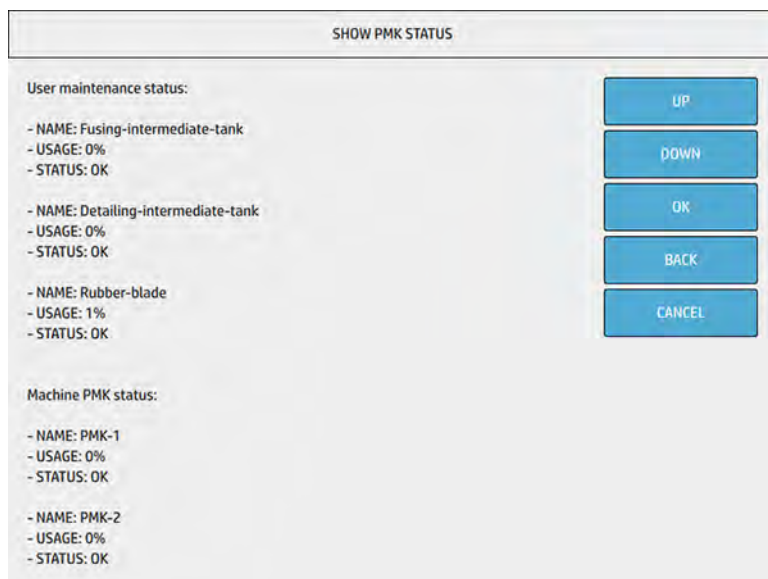 SHOW PMK STATUS
User maintenance status:
- NAME: Fusing-intermediate-tank
- USAGE: 0%
- STATUS: OK
- NAME: Detailing-intermediate-tank
- USAGE: 0%
- STATUS: OK
- NAME: Rubber-blade
- USAGE: 1%
- STATUS: OK
Machine PMK status:
- NAME: PMK-1
- USAGE: 0%
- STATUS: OK
- NAME: PMK-2
- USAGE: 0%
- STATUS: OK
UP
DOWN
OK
BACK
CANCEL